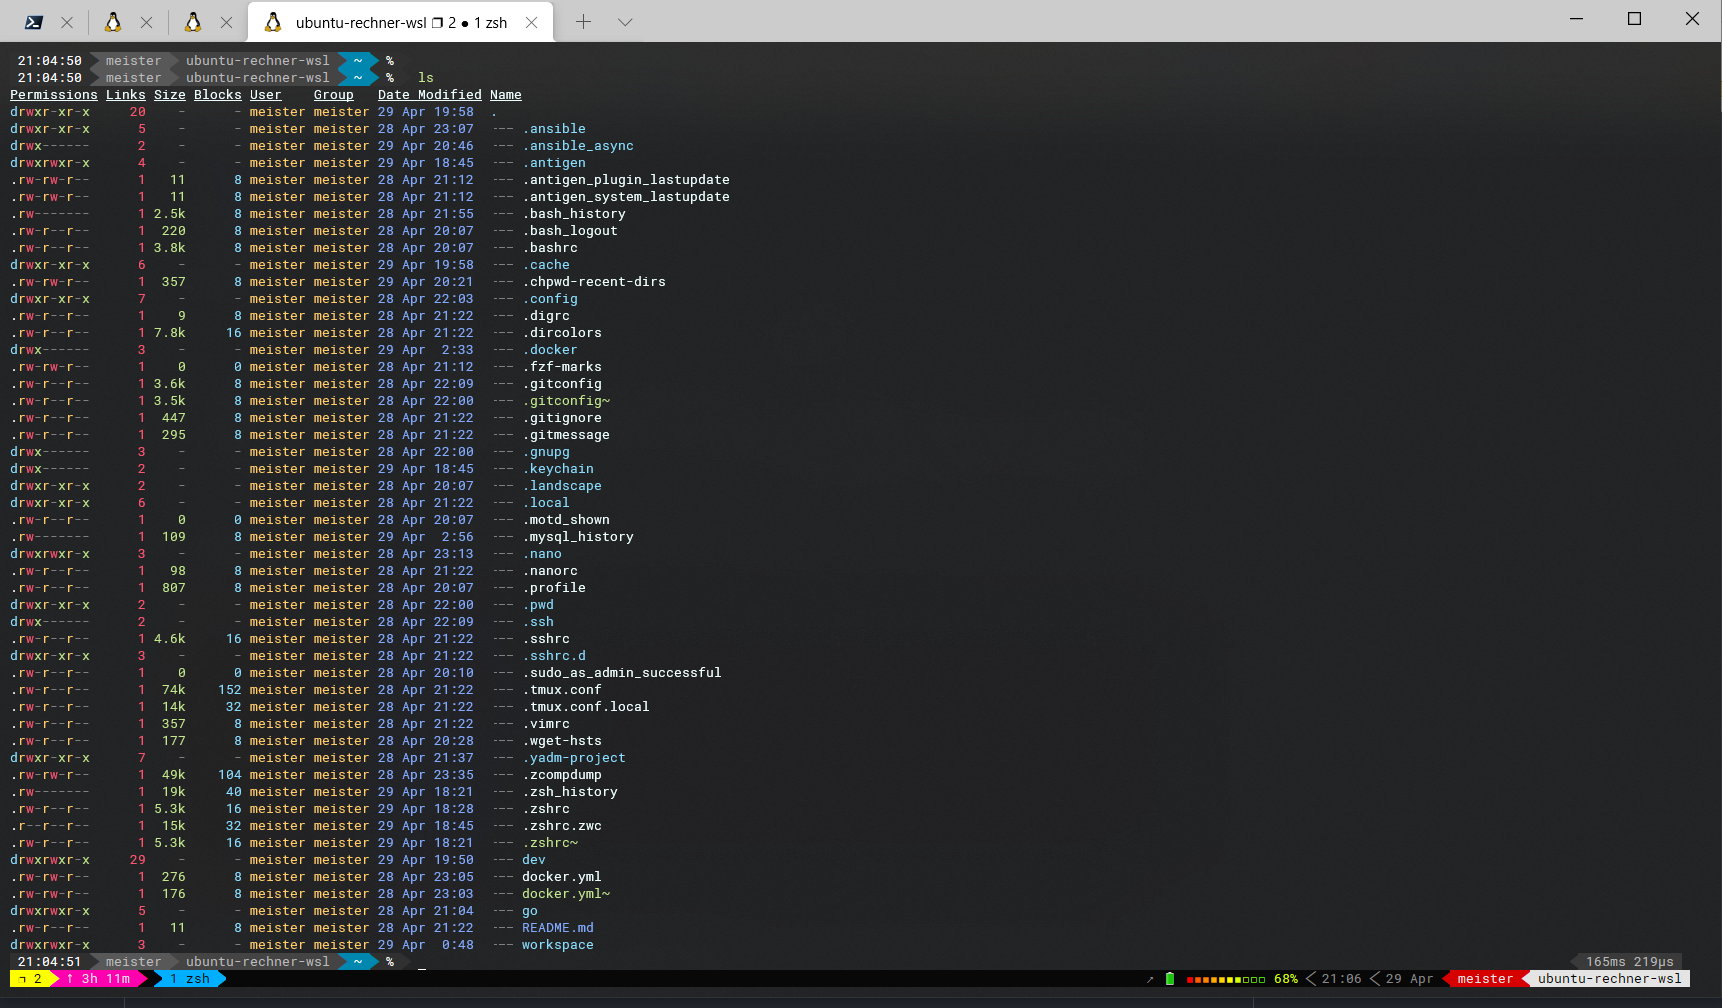 ubuntu-rechner-wsl ❐ 2 ● 1 zsh
21:04:50 meister ubuntu-rechner-wsl ~ %
21:04:50 meister ubuntu-rechner-wsl ~ % ls
Permissions Links Size Blocks User Group Date Modified Name
drwxr-xr-x 20 - - meister meister 29 Apr 19:58 .
drwxr-xr-x 5 - - meister meister 28 Apr 23:07 --- .ansible
drwx------ 2 - - meister meister 29 Apr 20:46 --- .ansible_async
drwxrwxr-x 4 - - meister meister 29 Apr 18:45 --- .antigen
.rw-rw-r-- 1 11 8 meister meister 28 Apr 21:12 --- .antigen_plugin_lastupdate
.rw-rw-r-- 1 11 8 meister meister 28 Apr 21:12 --- .antigen_system_lastupdate
.rw------- 1 2.5k 8 meister meister 28 Apr 21:55 --- .bash_history
.rw-r--r-- 1 220 8 meister meister 28 Apr 20:07 --- .bash_logout
.rw-r--r-- 1 3.8k 8 meister meister 28 Apr 20:07 --- .bashrc
drwxr-xr-x 6 - - meister meister 29 Apr 19:58 --- .cache
.rw-rw-r-- 1 357 8 meister meister 29 Apr 20:21 --- .chpwd-recent-dirs
drwxr-xr-x 7 - - meister meister 28 Apr 22:03 --- .config
.rw-r--r-- 1 9 8 meister meister 28 Apr 21:22 --- .digrc
.rw-r--r-- 1 7.8k 16 meister meister 28 Apr 21:22 --- .dircolors
drwx------ 3 - - meister meister 29 Apr 2:33 --- .docker
.rw-rw-r-- 1 0 0 meister meister 28 Apr 21:12 --- .fzf-marks
.rw-r--r-- 1 3.6k 8 meister meister 28 Apr 22:09 --- .gitconfig
.rw-r--r-- 1 3.5k 8 meister meister 28 Apr 22:00 --- .gitconfig~
.rw-r--r-- 1 447 8 meister meister 28 Apr 21:22 --- .gitignore
.rw-r--r-- 1 295 8 meister meister 28 Apr 21:22 --- .gitmessage
drwx------ 3 - - meister meister 28 Apr 22:00 --- .gnupg
drwx------ 2 - - meister meister 29 Apr 18:45 --- .keychain
drwxr-xr-x 2 - - meister meister 28 Apr 20:07 --- .landscape
drwxr-xr-x 6 - - meister meister 28 Apr 21:22 --- .local
.rw-r--r-- 1 0 0 meister meister 28 Apr 20:07 --- .motd_shown
.rw------- 1 109 8 meister meister 29 Apr 2:56 --- .mysql_history
drwxrwxr-x 3 - - meister meister 28 Apr 23:13 --- .nano
.rw-r--r-- 1 98 8 meister meister 28 Apr 21:22 --- .nanorc
.rw-r--r-- 1 807 8 meister meister 28 Apr 20:07 --- .profile
drwxr-xr-x 2 - - meister meister 28 Apr 22:00 --- .pwd
drwx------ 2 - - meister meister 28 Apr 22:09 --- .ssh
.rw-r--r-- 1 4.6k 16 meister meister 28 Apr 21:22 --- .sshrc
drwxr-xr-x 3 - - meister meister 28 Apr 21:22 --- .sshrc.d
.rw-r--r-- 1 0 0 meister meister 28 Apr 20:10 --- .sudo_as_admin_successful
.rw-r--r-- 1 74k 152 meister meister 28 Apr 21:22 --- .tmux.conf
.rw-r--r-- 1 14k 32 meister meister 28 Apr 21:22 --- .tmux.conf.local
.rw-r--r-- 1 357 8 meister meister 28 Apr 21:22 --- .vimrc
.rw-r--r-- 1 177 8 meister meister 28 Apr 20:28 --- .wget-hsts
drwxr-xr-x 7 - - meister meister 28 Apr 21:37 --- .yadm-project
.rw-rw-r-- 1 49k 104 meister meister 28 Apr 23:35 --- .zcompdump
.rw------- 1 19k 40 meister meister 29 Apr 18:21 --- .zsh_history
.rw-r--r-- 1 5.3k 16 meister meister 29 Apr 18:28 --- .zshrc
.r--r--r-- 1 15k 32 meister meister 29 Apr 18:45 --- .zshrc.zwc
.rw-r--r-- 1 5.3k 16 meister meister 29 Apr 18:21 --- .zshrc~
drwxrwxr-x 29 - - meister meister 29 Apr 19:50 --- dev
.rw-rw-r-- 1 276 8 meister meister 28 Apr 23:05 --- docker.yml
.rw-rw-r-- 1 176 8 meister meister 28 Apr 23:03 --- docker.yml~
drwxrwxr-x 5 - - meister meister 28 Apr 21:04 --- go
.rw-r--r-- 1 11 8 meister meister 28 Apr 21:22 --- README.md
drwxrwxr-x 3 - - meister meister 29 Apr 0:48 --- workspace
21:04:51 meister ubuntu-rechner-wsl ~ % 165ms 219µs
❐ 2 ↑ 3h 11m 1 zsh ↗ 68% 21:06 29 Apr meister ubuntu-rechner-wsl